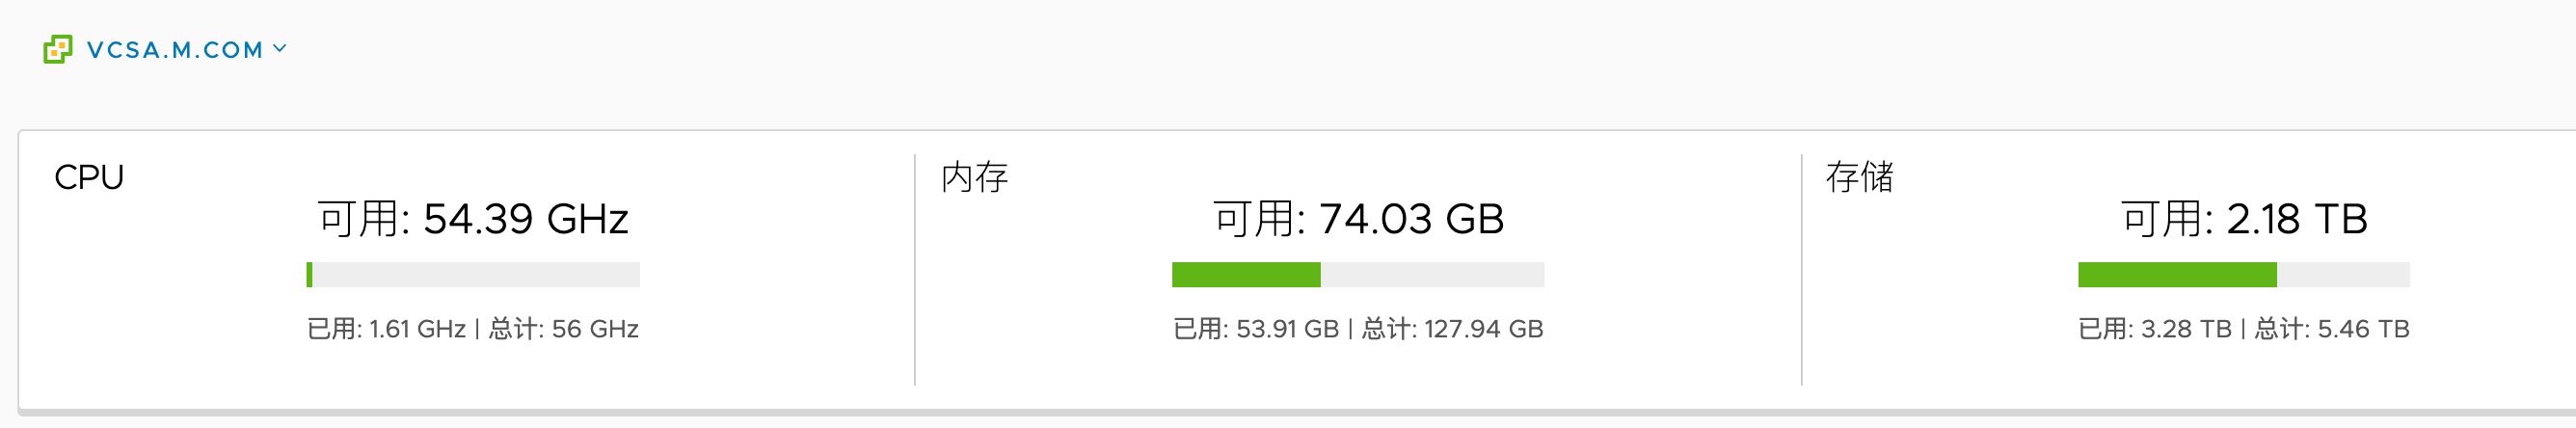 VCSA.M.COM
CPU
可用: 54.39 GHz
已用: 1.61 GHz | 总计: 56 GHz
内存
可用: 74.03 GB
已用: 53.91 GB | 总计: 127.94 GB
存储
可用: 2.18 TB
已用: 3.28 TB | 总计: 5.46 TB